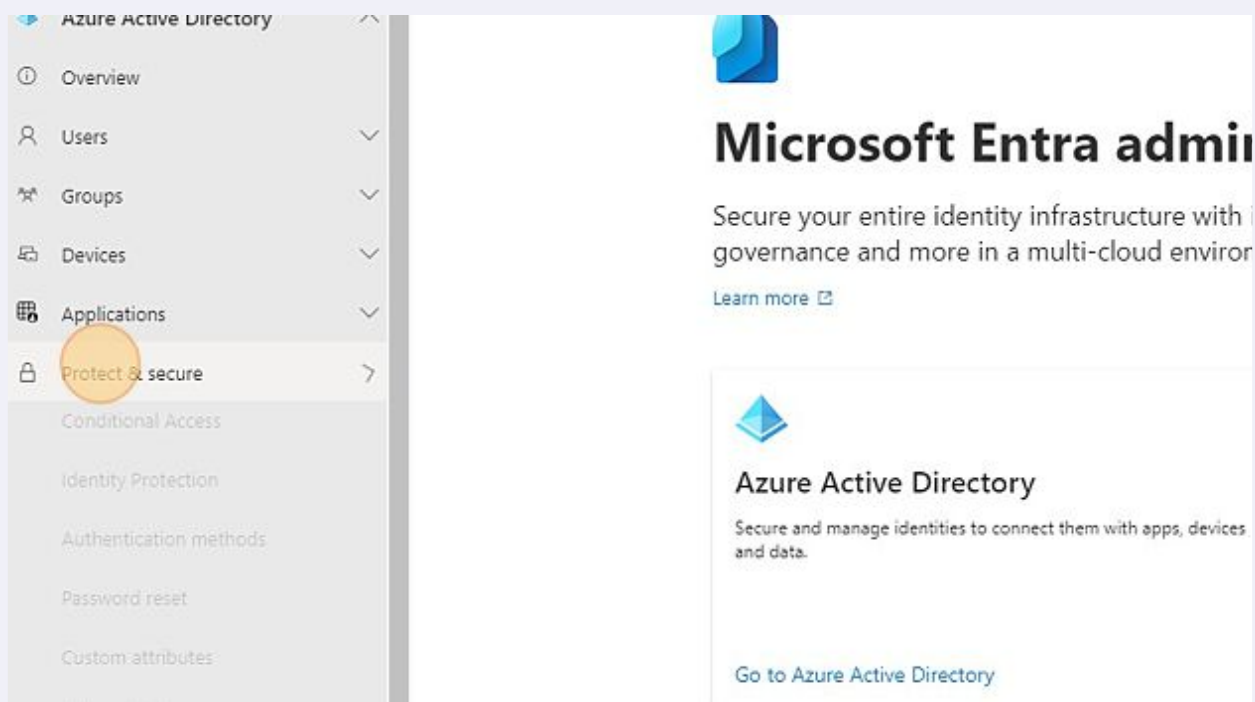 Azure Active Directory
Overview
Users
Groups
Devices
Applications
Protect & secure
Conditional Access
Identity Protection
Authentication methods
Password reset
Custom attributes
Microsoft Entra admin
Secure your entire identity infrastructure with i
governance and more in a multi-cloud environ
Learn more
Azure Active Directory
Secure and manage identities to connect them with apps, devices
and data.
Go to Azure Active Directory